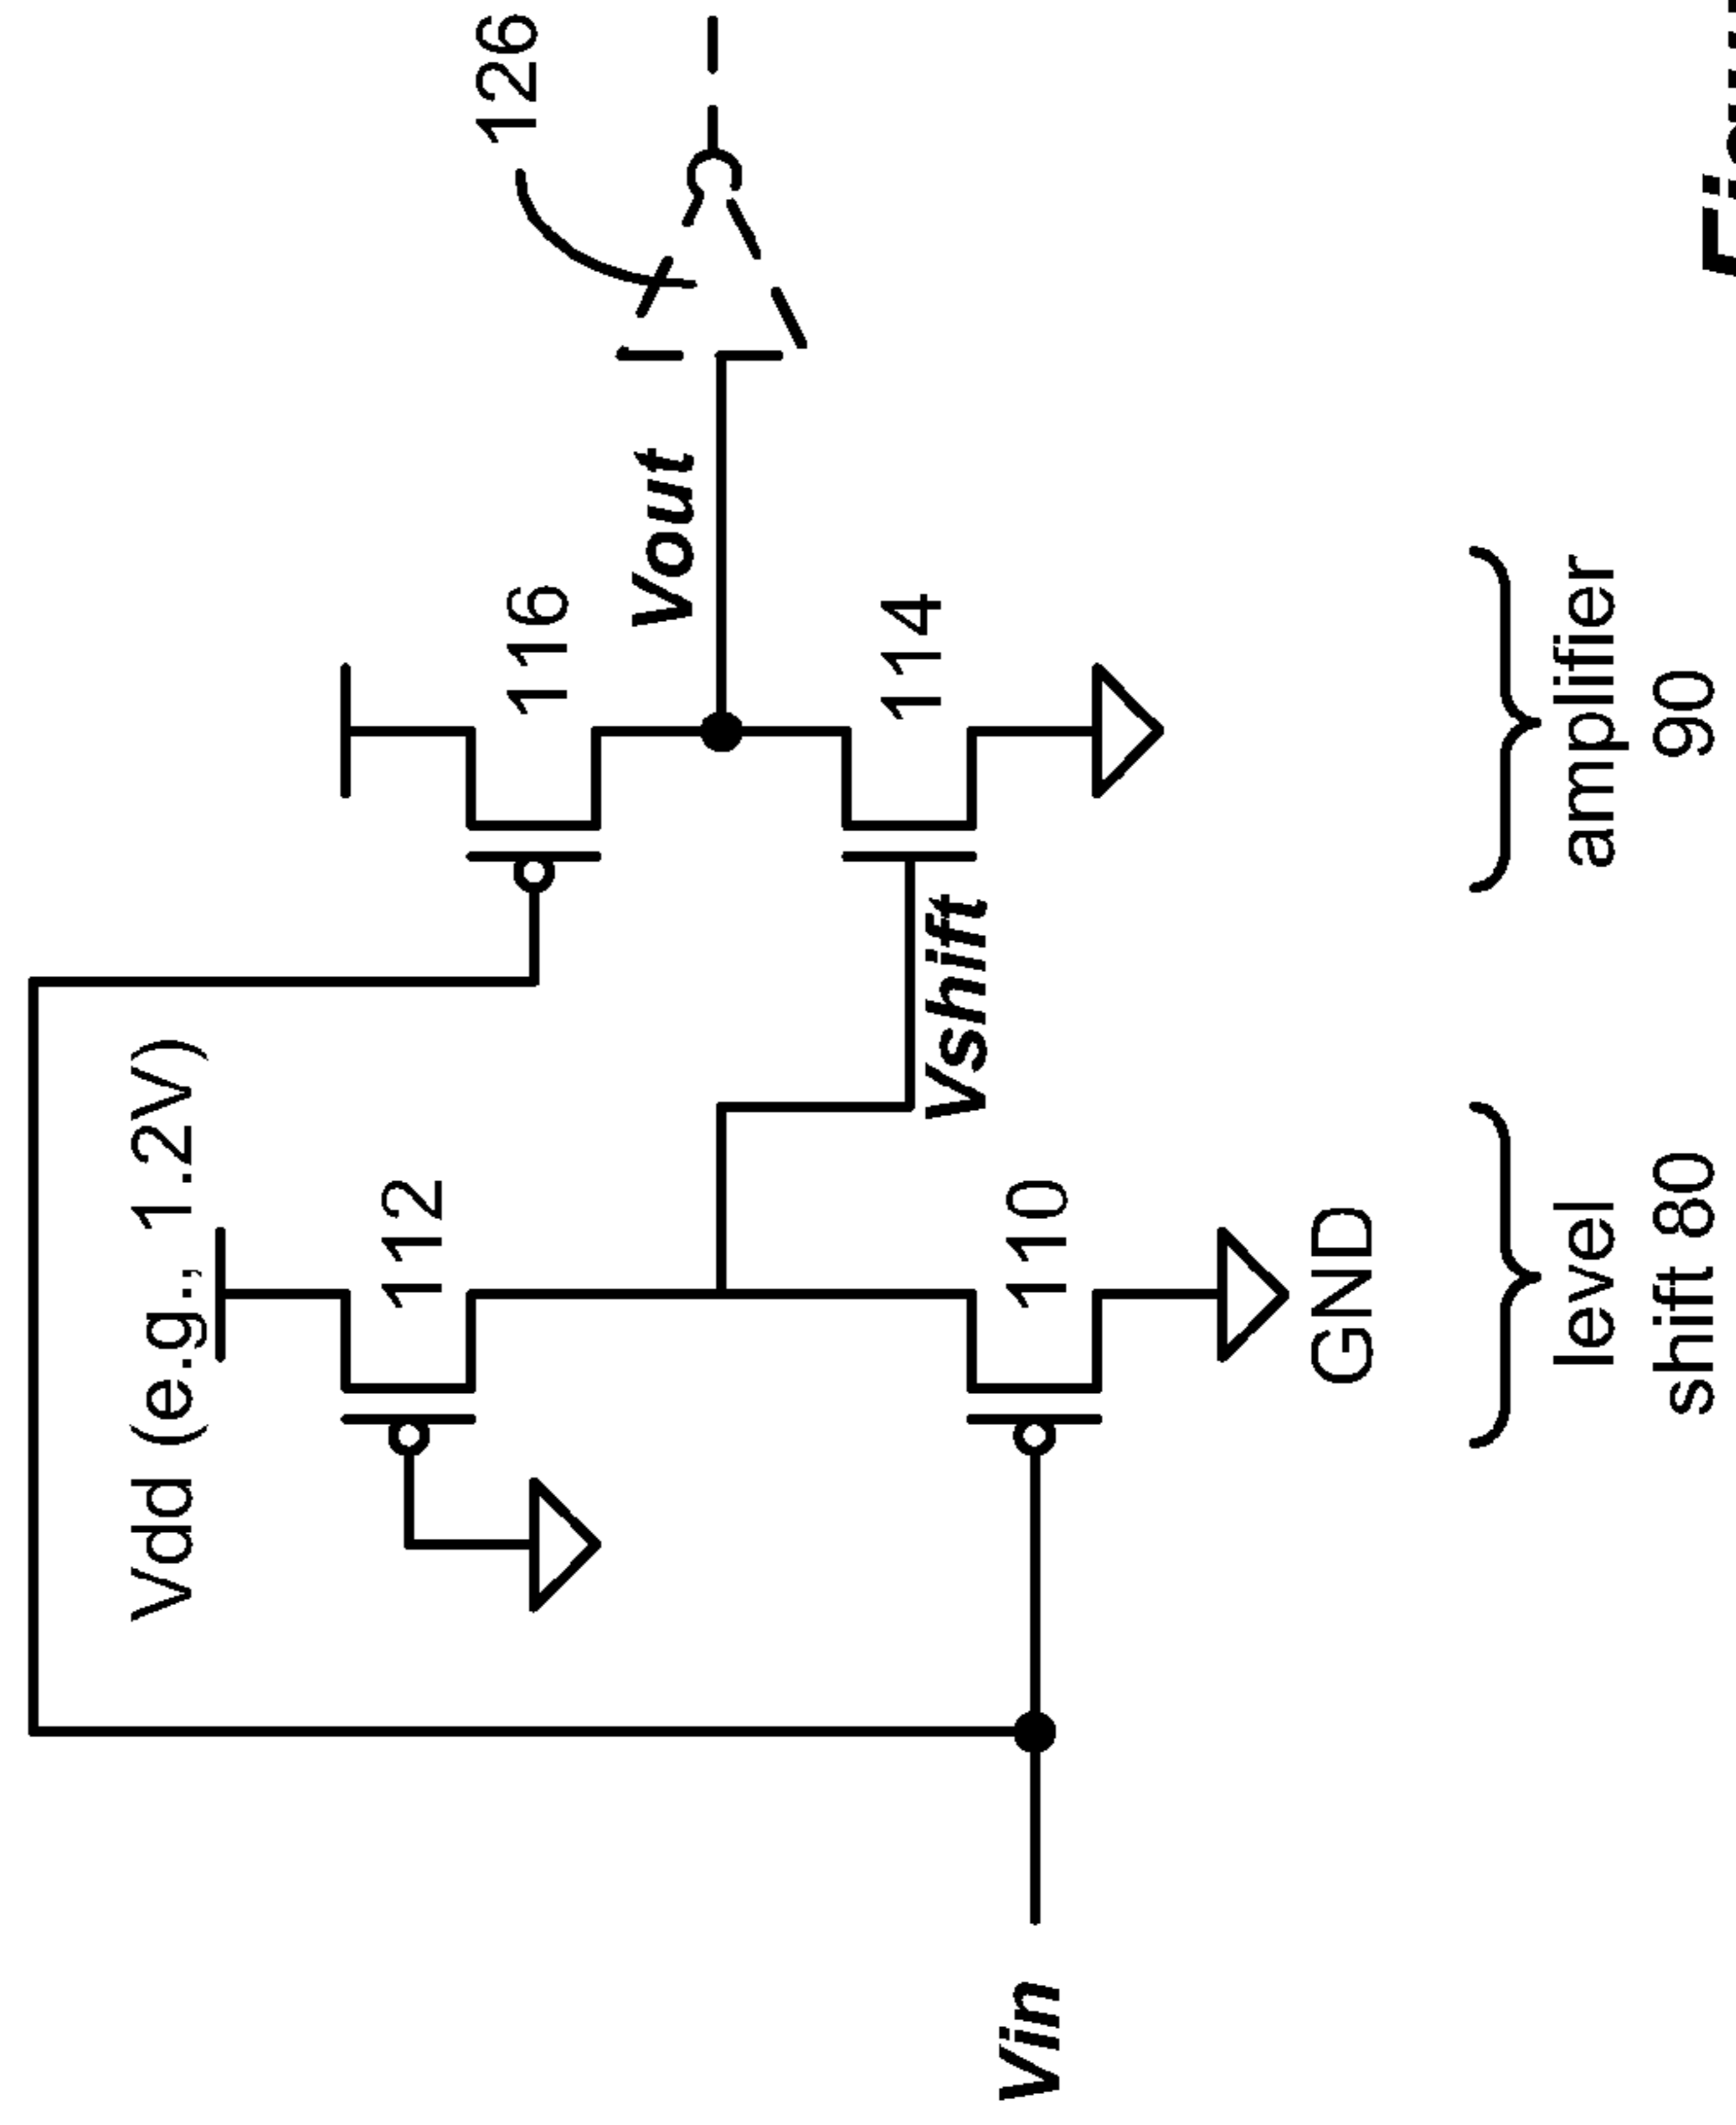 126
Vout
116
114
Vdd (e.g., 1.2V)
Vshift
112
110
GND
Vin
level
shift 80
amplifier
90